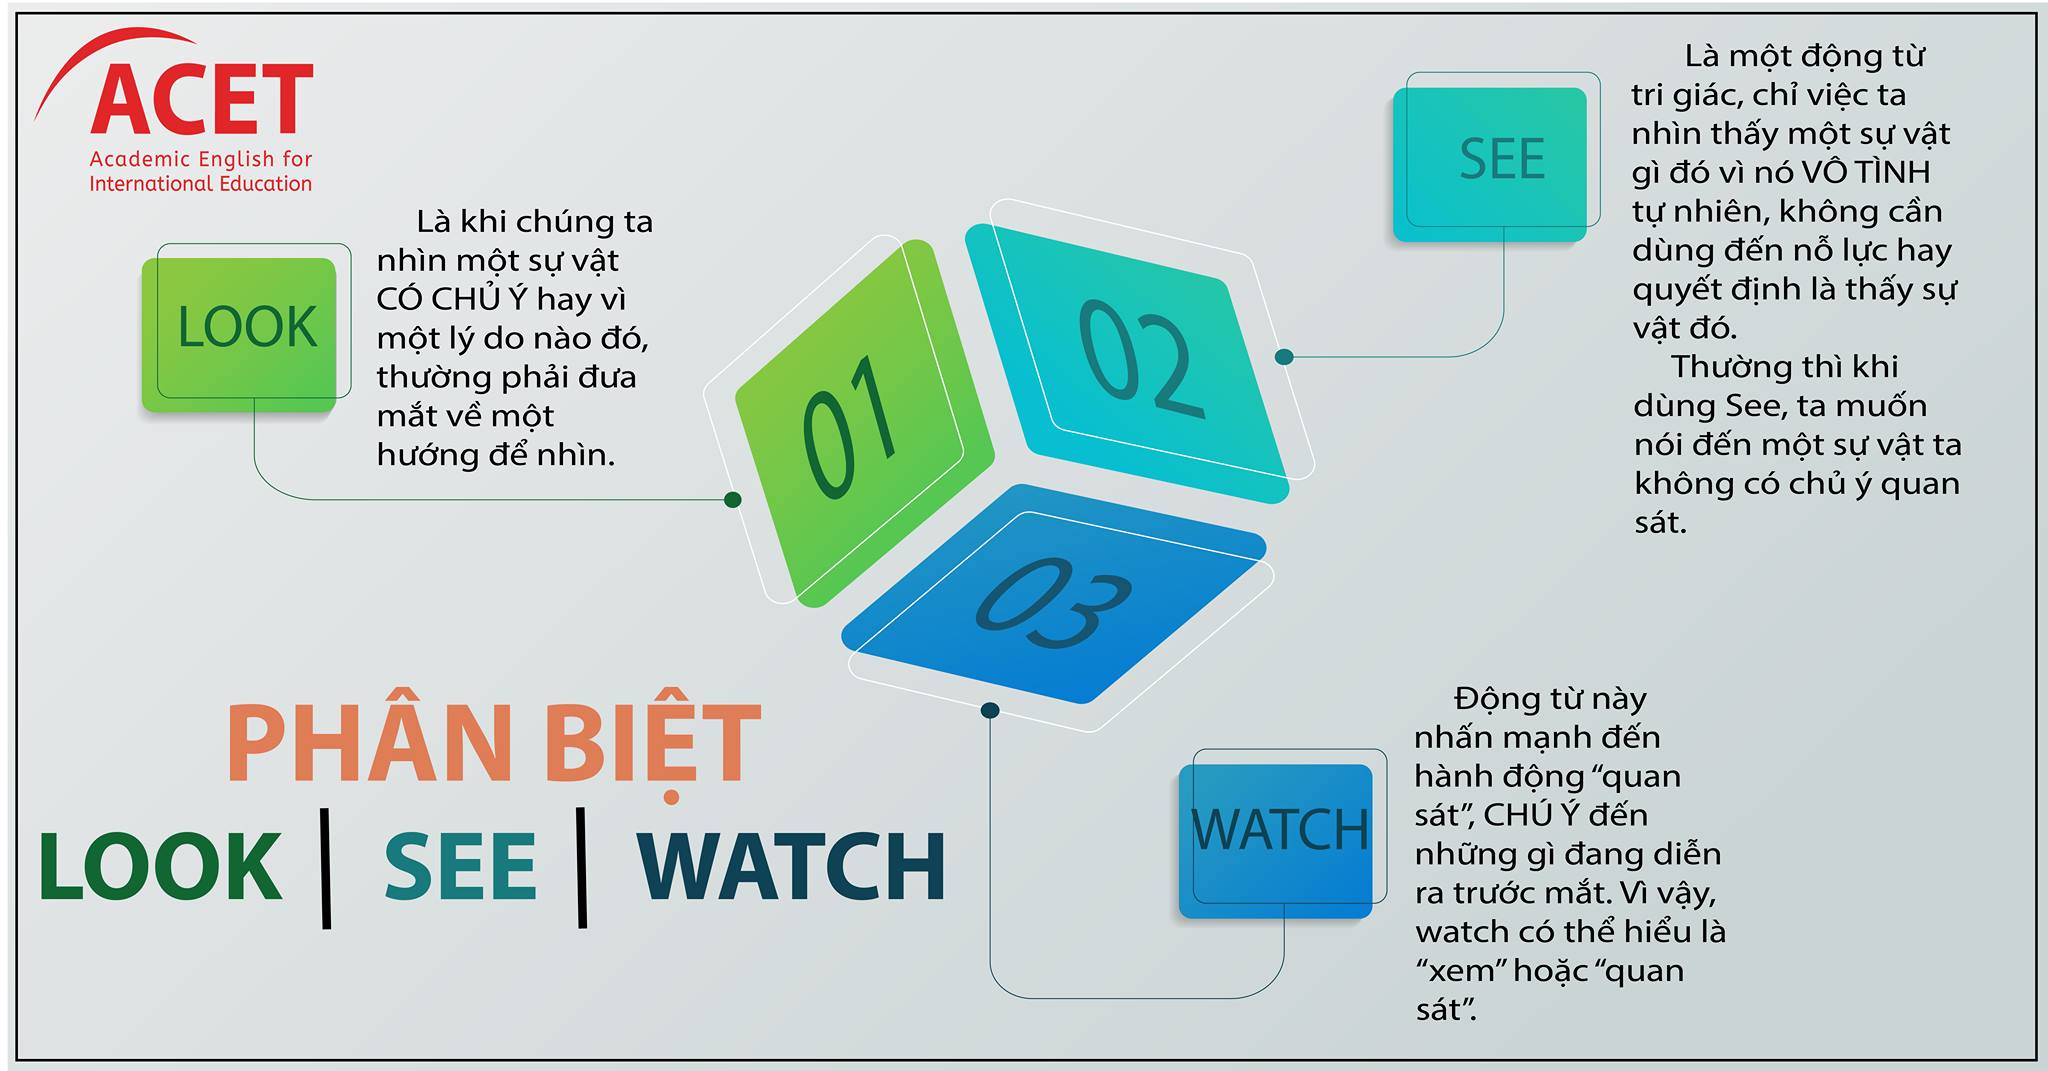 ACET
Academic English for
International Education
LOOK
Là khi chúng ta
nhìn một sự vật
CÓ CHỦ Ý hay vì
một lý do nào đó,
thường phải đưa
mắt về một
hướng để nhìn.
01
02
03
SEE
Là một động từ
tri giác, chỉ việc ta
nhìn thấy một sự vật
gì đó vì nó VÔ TÌNH
tự nhiên, không cần
dùng đến nỗ lực hay
quyết định là thấy sự
vật đó.
Thường thì khi
dùng See, ta muốn
nói đến một sự vật ta
không có chủ ý quan
sát.
PHÂN BIỆT
LOOK | SEE | WATCH
WATCH
Động từ này
nhấn mạnh đến
hành động “quan
sát”, CHÚ Ý đến
những gì đang diễn
ra trước mắt. Vì vậy,
watch có thể hiểu là
“xem” hoặc “quan
sát”.